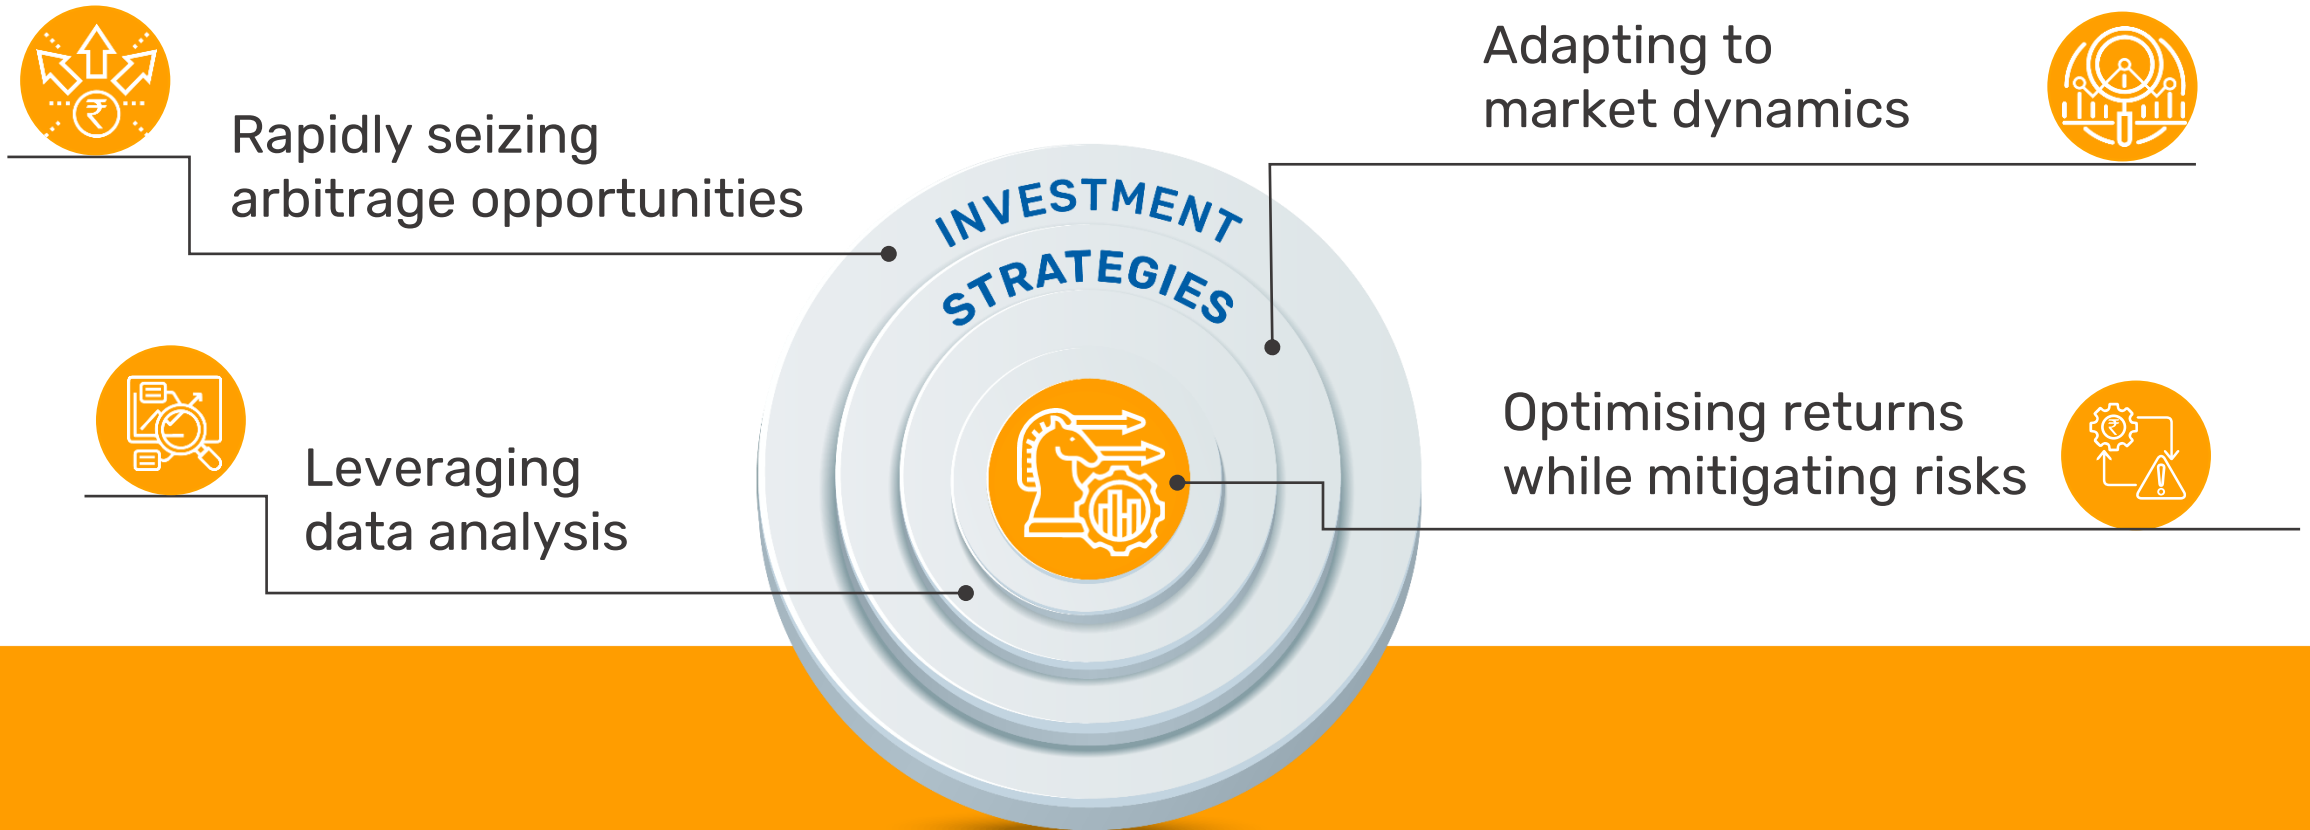 Rapidly seizing
arbitrage opportunities
Adapting to
market dynamics
INVESTMENT
STRATEGIES
Leveraging
data analysis
Optimising returns
while mitigating risks
₹
₹